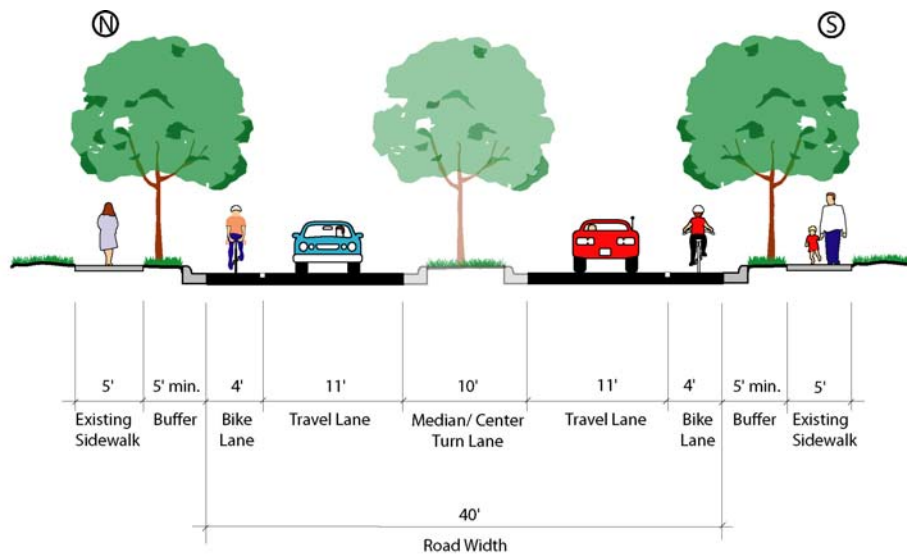 N S
5' 5' min. 4' 11' 10' 11' 4' 5' min. 5'
Existing Buffer Bike Travel Lane Median/ Center Travel Lane Bike Buffer Existing
Sidewalk Lane Turn Lane Lane Sidewalk
40'
Road Width